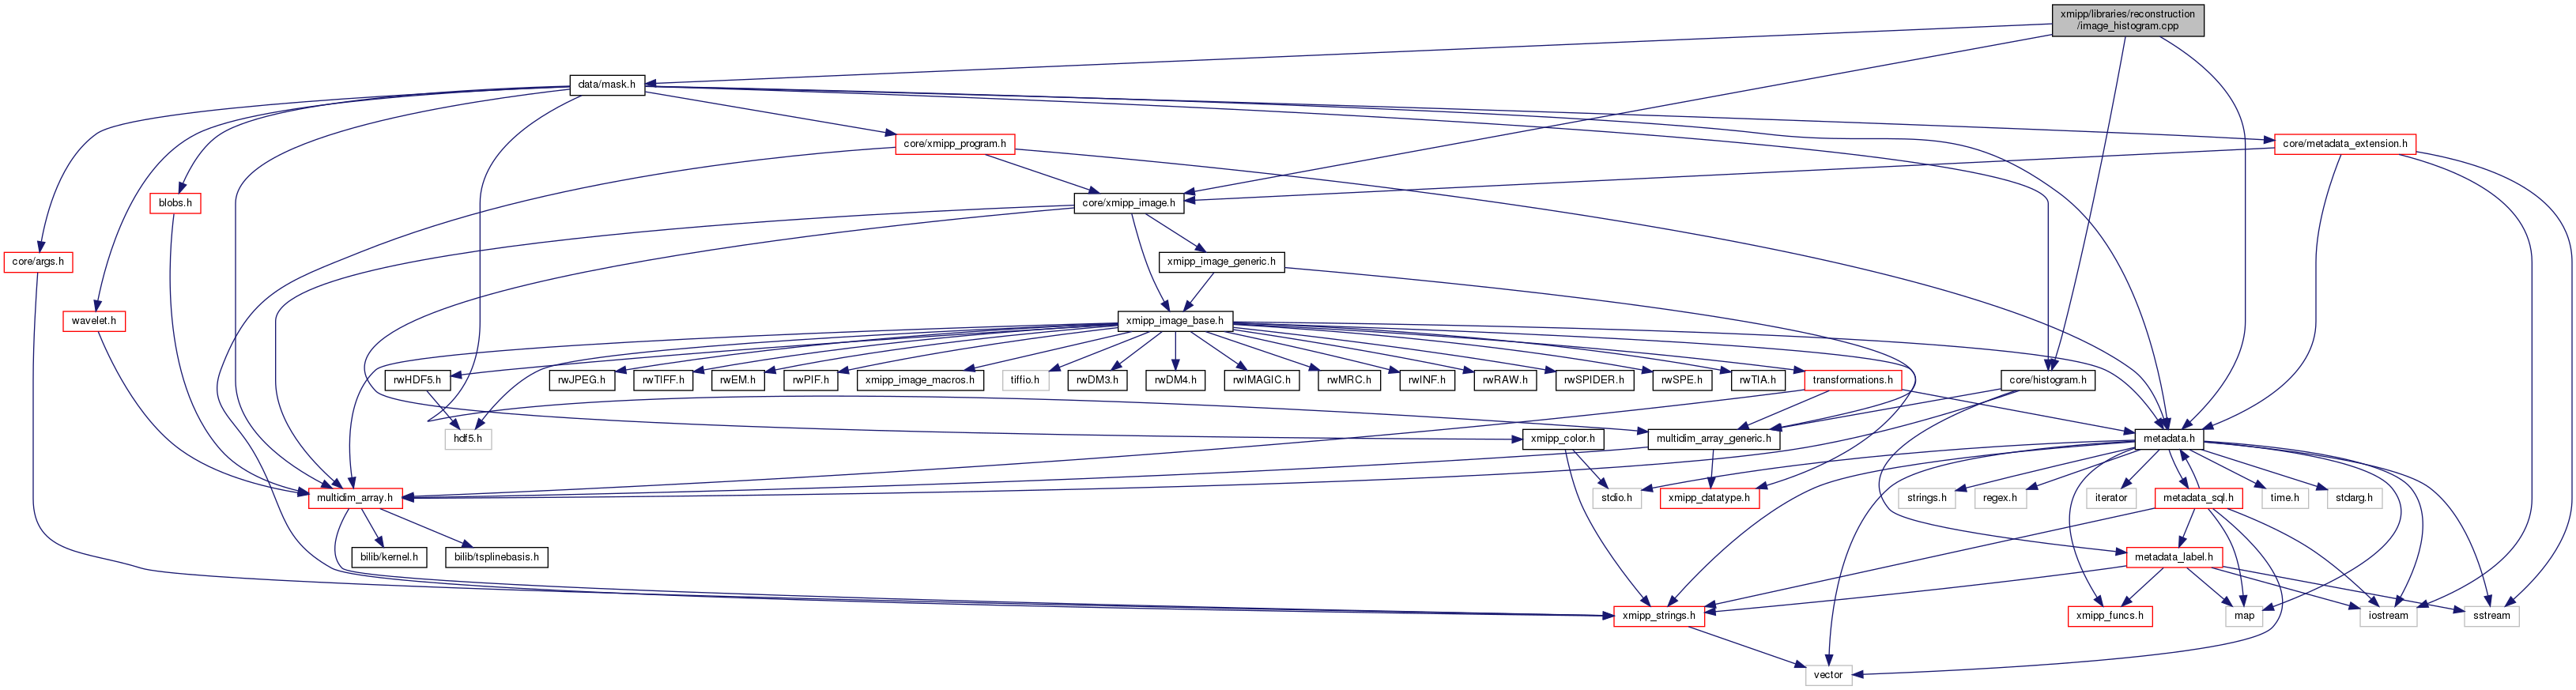 xmipp/libraries/reconstruction
/image_histogram.cpp
data/mask.h
core/xmipp_program.h
core/metadata_extension.h
blobs.h
core/xmipp_image.h
core/args.h
xmipp_image_generic.h
wavelet.h
xmipp_image_base.h
rwHDF5.h
rwJPEG.h
rwTIFF.h
rwEM.h
rwPIF.h
xmipp_image_macros.h
tiffio.h
rwDM3.h
rwDM4.h
rwIMAGIC.h
rwMRC.h
rwINF.h
rwRAW.h
rwSPIDER.h
rwSPE.h
rwTIA.h
transformations.h
core/histogram.h
hdf5.h
xmipp_color.h
multidim_array_generic.h
metadata.h
multidim_array.h
stdio.h
xmipp_datatype.h
strings.h
regex.h
iterator
metadata_sql.h
time.h
stdarg.h
bilib/kernel.h
bilib/tsplinebasis.h
metadata_label.h
xmipp_strings.h
xmipp_funcs.h
map
iostream
sstream
vector